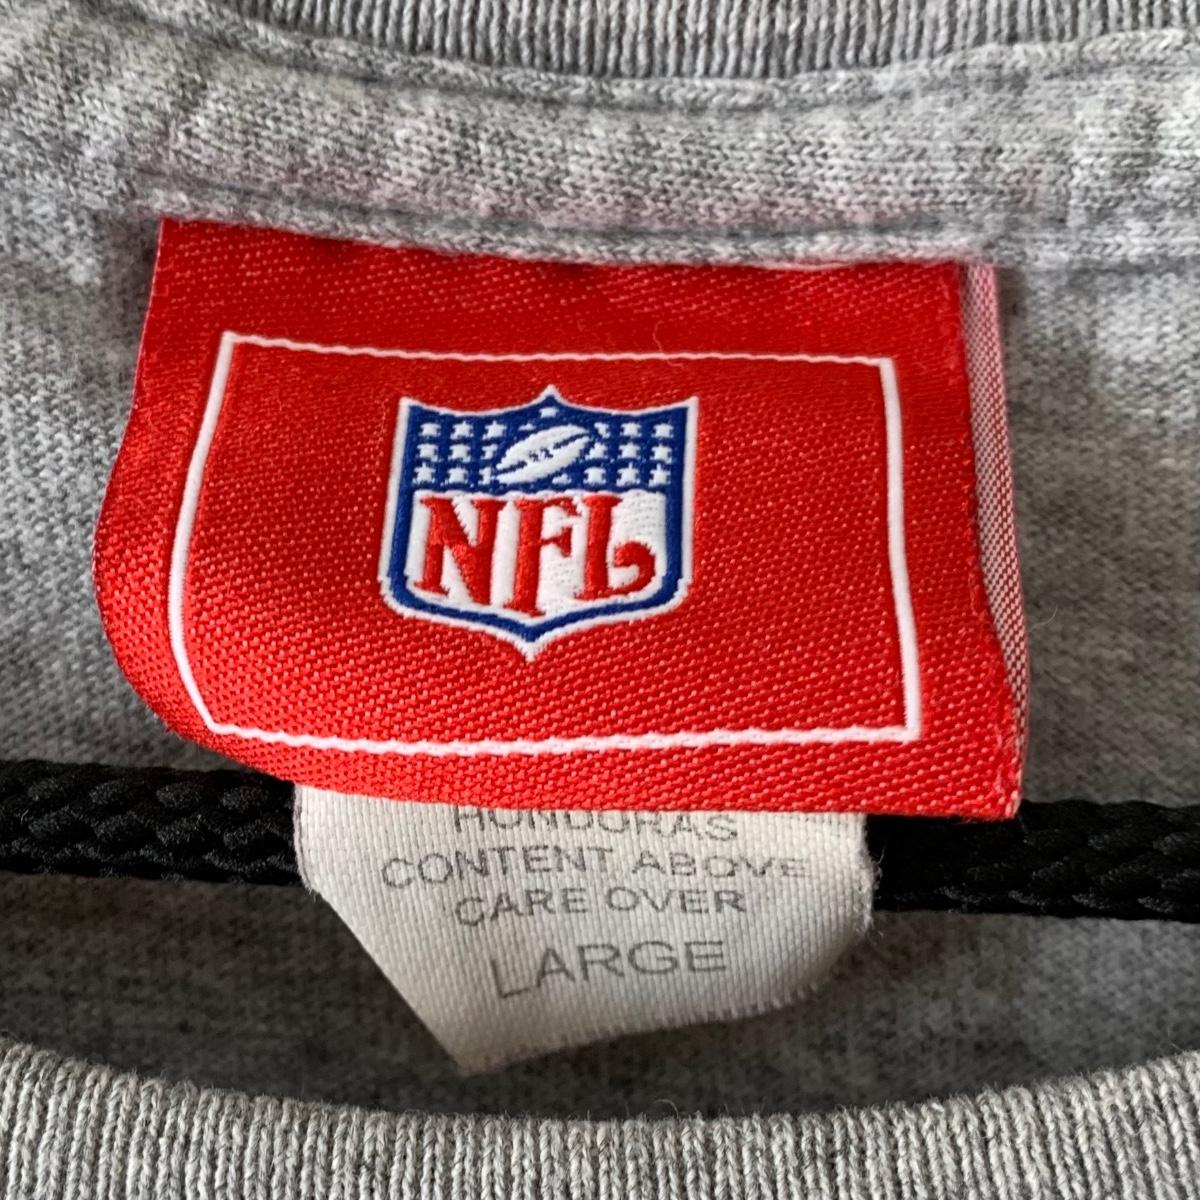 NFL
HONDURAS
CONTENT ABOVE
CARE OVER
LARGE